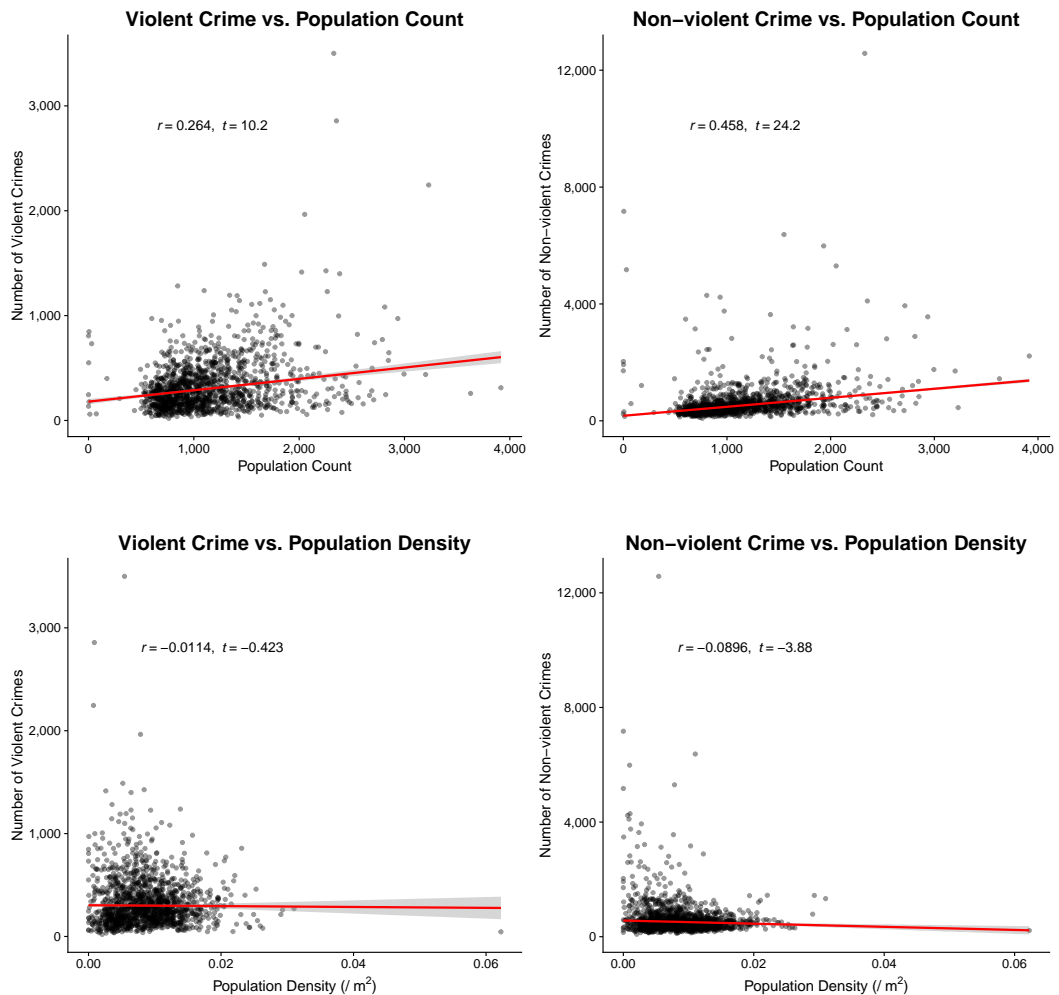 Violent Crime vs. Population Count
3,000
2,000
1,000
0
Number of Violent Crimes
r = 0.264, t = 10.2
0 1,000 2,000 3,000 4,000
Population Count
Non−violent Crime vs. Population Count
12,000
8,000
4,000
0
Number of Non−violent Crimes
r = 0.458, t = 24.2
0 1,000 2,000 3,000 4,000
Population Count
Violent Crime vs. Population Density
3,000
2,000
1,000
0
Number of Violent Crimes
r = −0.0114, t = −0.423
0.00 0.02 0.04 0.06
Population Density (/ m²)
Non−violent Crime vs. Population Density
12,000
8,000
4,000
0
Number of Non−violent Crimes
r = −0.0896, t = −3.88
0.00 0.02 0.04 0.06
Population Density (/ m²)